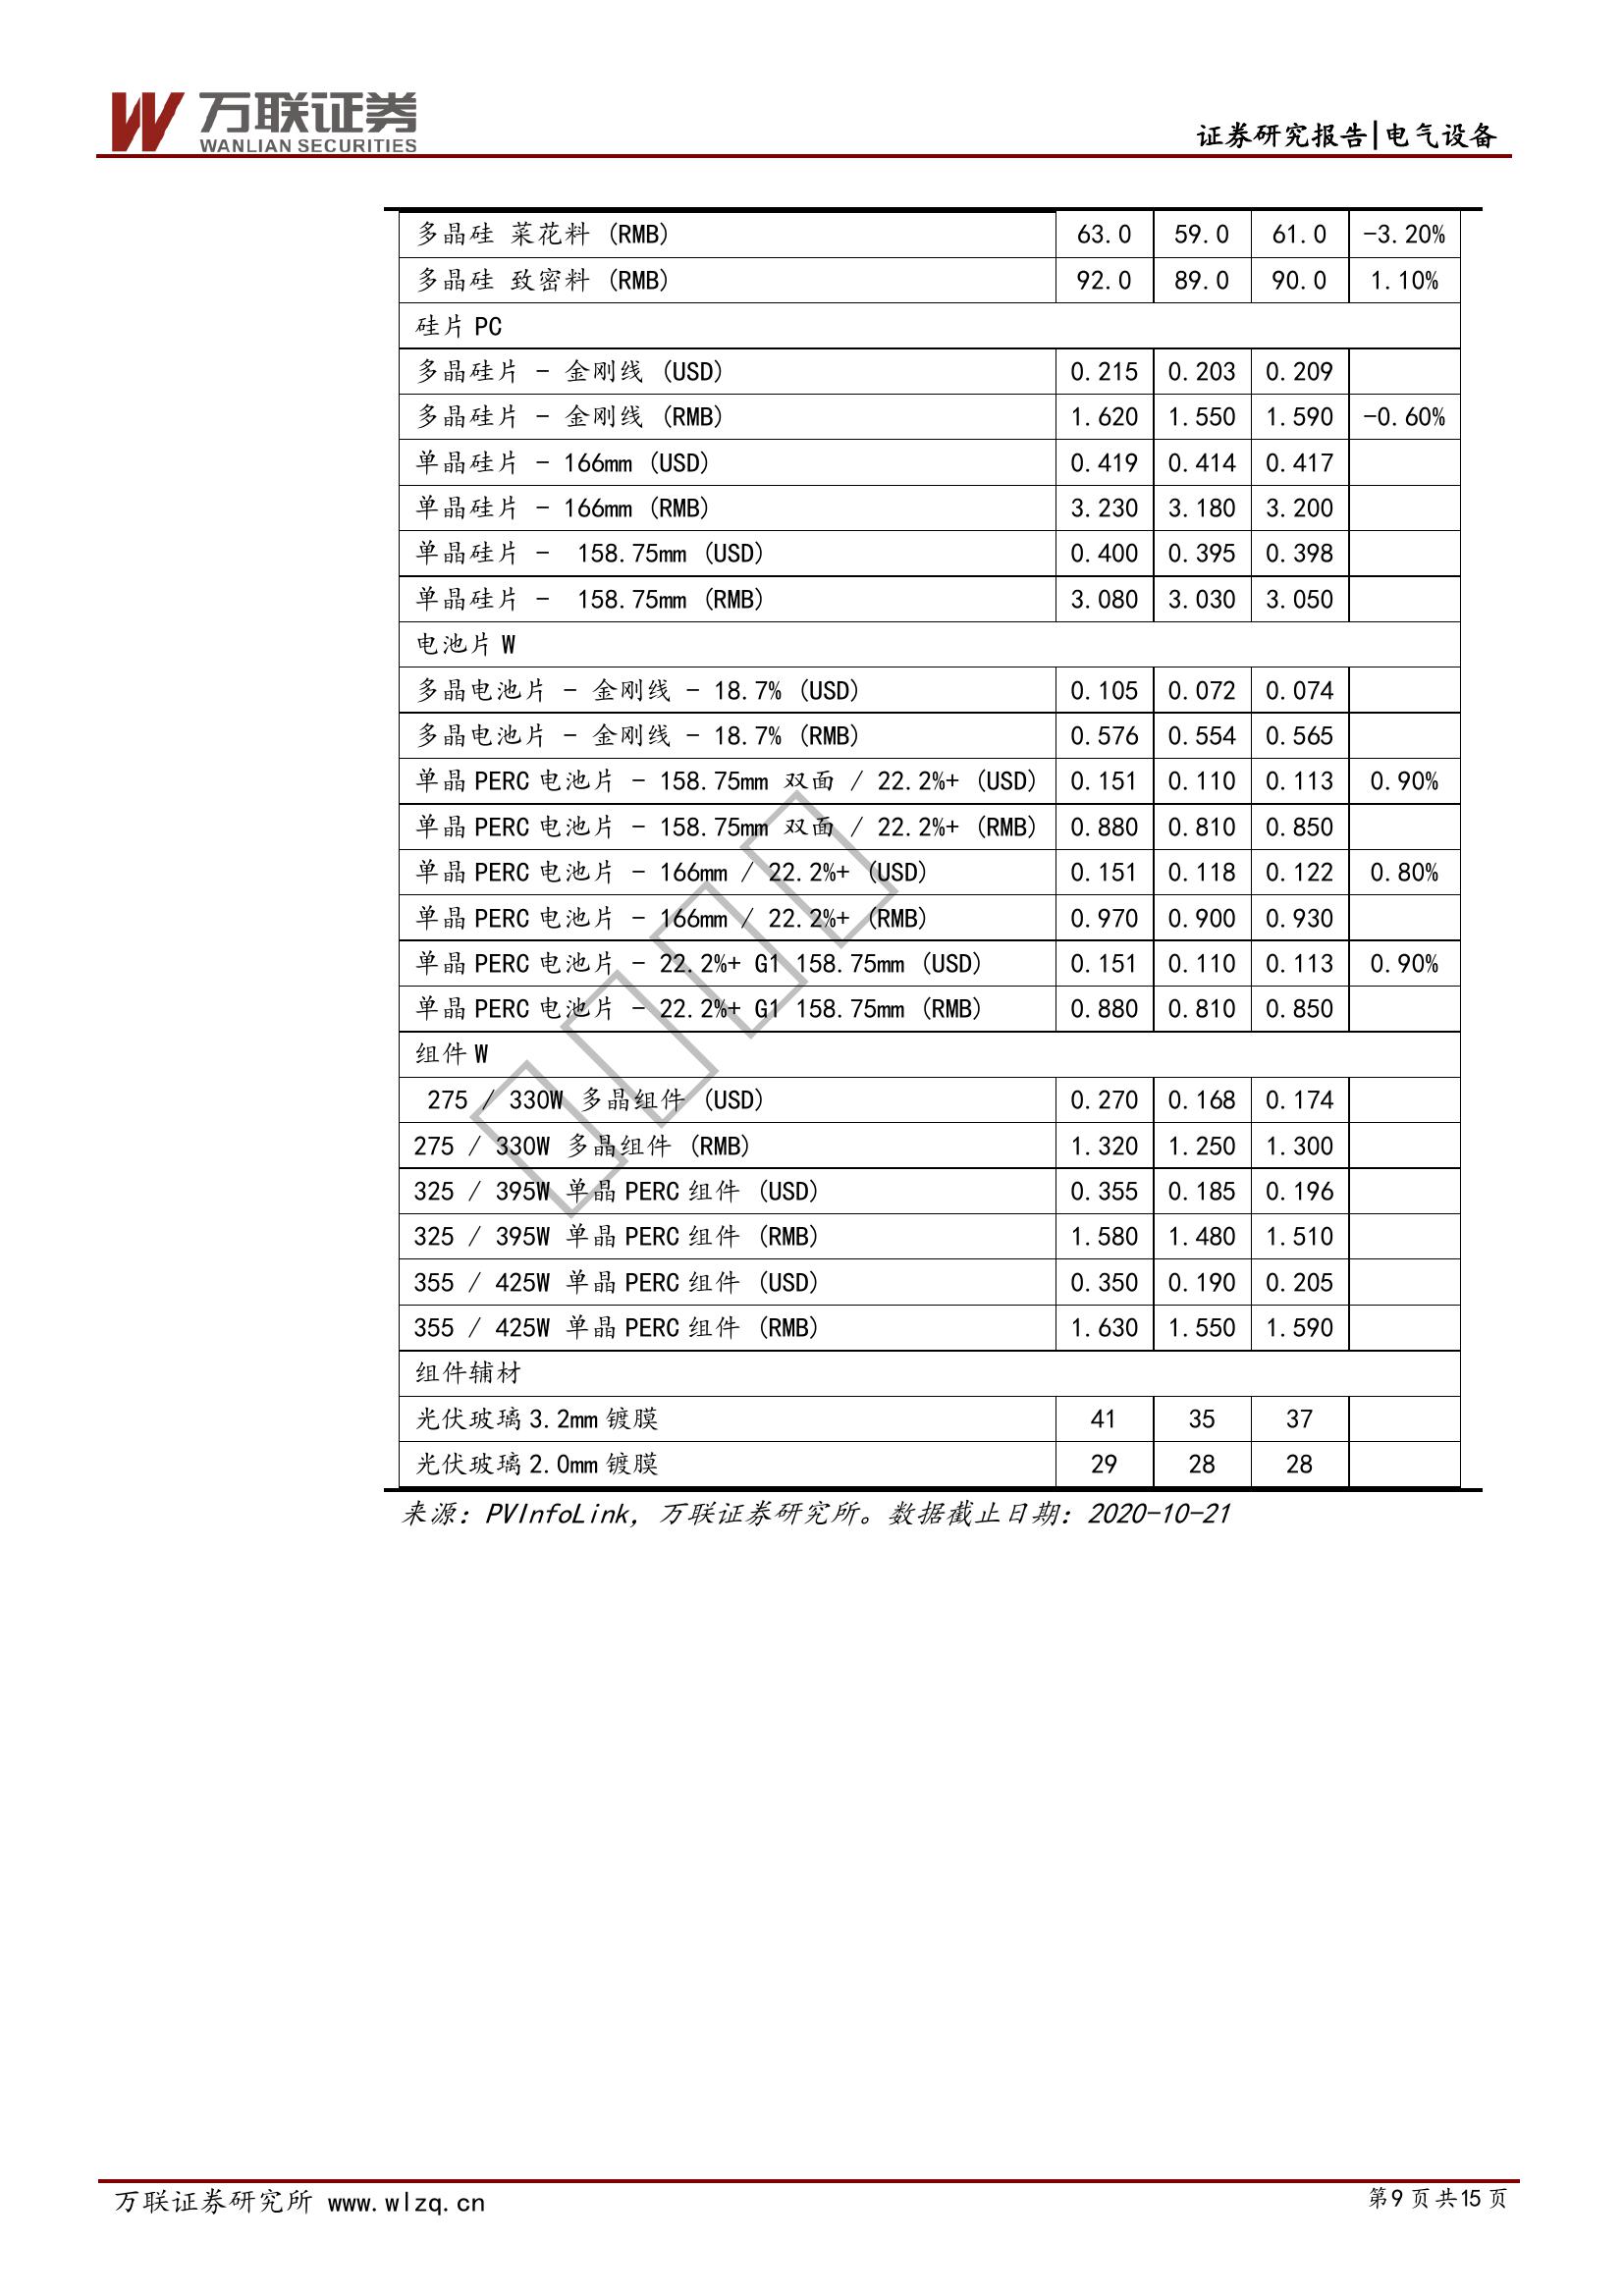 万联证券
WANLIAN SECURITIES
证券研究报告|电气设备
多晶硅 菜花料 (RMB) 63.0 59.0 61.0 -3.20%
多晶硅 致密料 (RMB) 92.0 89.0 90.0 1.10%
硅片 PC
多晶硅片 - 金刚线 (USD) 0.215 0.203 0.209
多晶硅片 - 金刚线 (RMB) 1.620 1.550 1.590 -0.60%
单晶硅片 - 166mm (USD) 0.419 0.414 0.417
单晶硅片 - 166mm (RMB) 3.230 3.180 3.200
单晶硅片 - 158.75mm (USD) 0.400 0.395 0.398
单晶硅片 - 158.75mm (RMB) 3.080 3.030 3.050
电池片 W
多晶电池片 - 金刚线 - 18.7% (USD) 0.105 0.072 0.074
多晶电池片 - 金刚线 - 18.7% (RMB) 0.576 0.554 0.565
单晶 PERC 电池片 - 158.75mm 双面 / 22.2%+ (USD) 0.151 0.110 0.113 0.90%
单晶 PERC 电池片 - 158.75mm 双面 / 22.2%+ (RMB) 0.880 0.810 0.850
单晶 PERC 电池片 - 166mm / 22.2%+ (USD) 0.151 0.118 0.122 0.80%
单晶 PERC 电池片 - 166mm / 22.2%+ (RMB) 0.970 0.900 0.930
单晶 PERC 电池片 - 22.2%+ G1 158.75mm (USD) 0.151 0.110 0.113 0.90%
单晶 PERC 电池片 - 22.2%+ G1 158.75mm (RMB) 0.880 0.810 0.850
组件 W
275 / 330W 多晶组件 (USD) 0.270 0.168 0.174
275 / 330W 多晶组件 (RMB) 1.320 1.250 1.300
325 / 395W 单晶 PERC 组件 (USD) 0.355 0.185 0.196
325 / 395W 单晶 PERC 组件 (RMB) 1.580 1.480 1.510
355 / 425W 单晶 PERC 组件 (USD) 0.350 0.190 0.205
355 / 425W 单晶 PERC 组件 (RMB) 1.630 1.550 1.590
组件辅材
光伏玻璃 3.2mm 镀膜 41 35 37
光伏玻璃 2.0mm 镀膜 29 28 28
来源：PVInfoLink，万联证券研究所。数据截止日期：2020-10-21
万联证券研究所 www.wlzq.cn
第 9 页 共 15 页